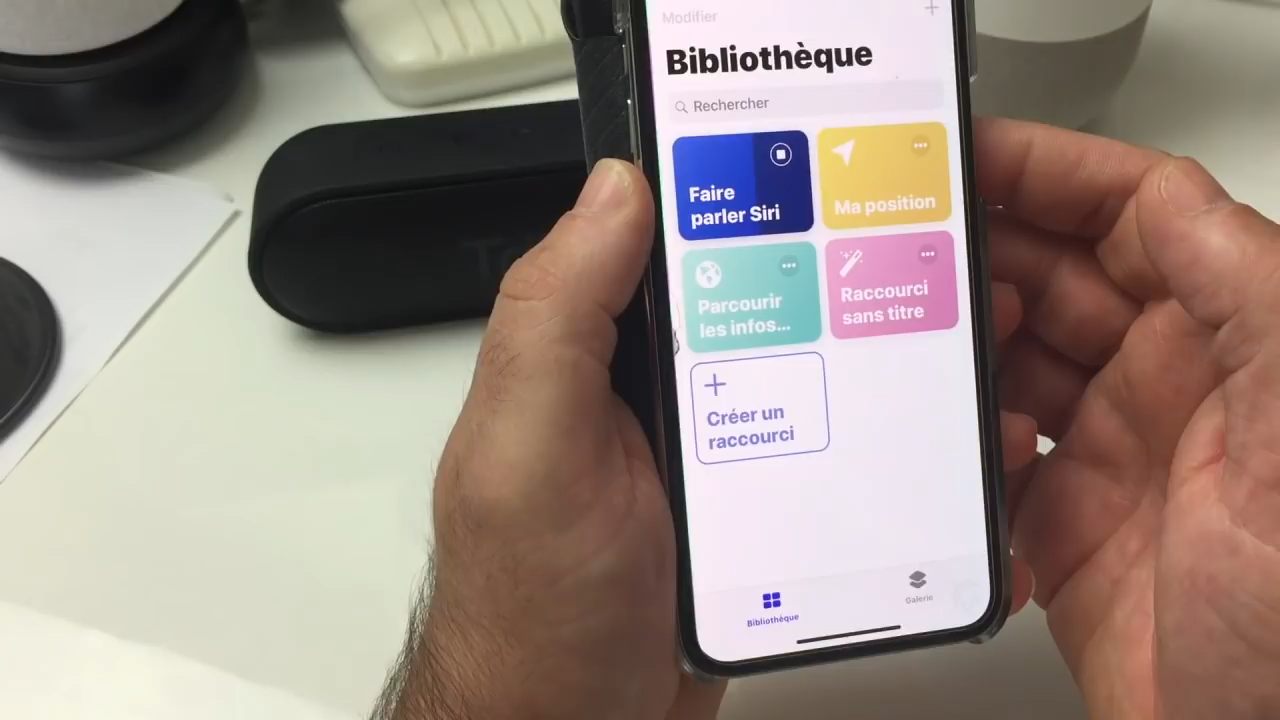 Modifier
Bibliothèque
Rechercher
Faire
parler Siri
Ma position
Parcourir
les infos...
Raccourci
sans titre
Créer un
raccourci
Bibliothèque
Galerie